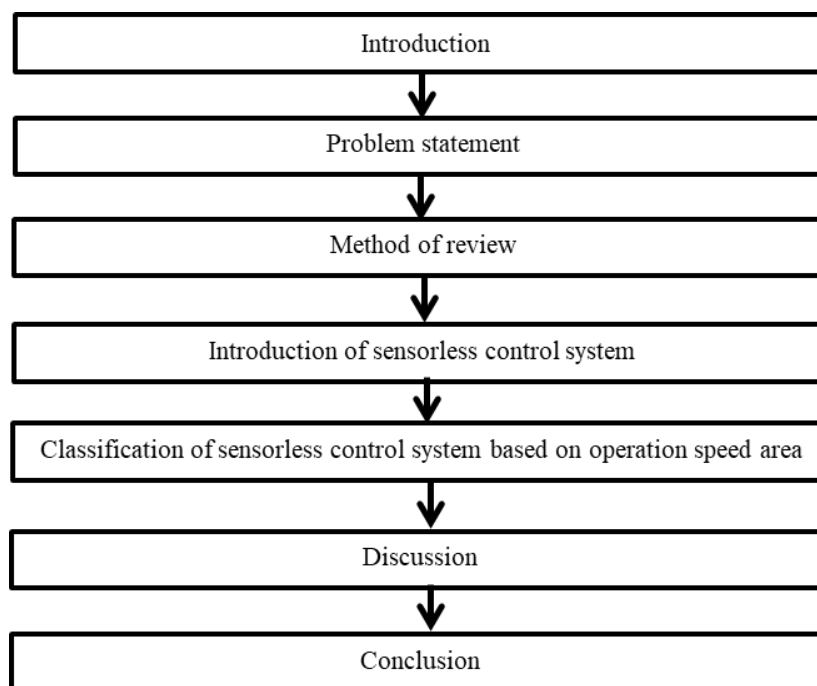 Introduction
Problem statement
Method of review
Introduction of sensorless control system
Classification of sensorless control system based on operation speed area
Discussion
Conclusion